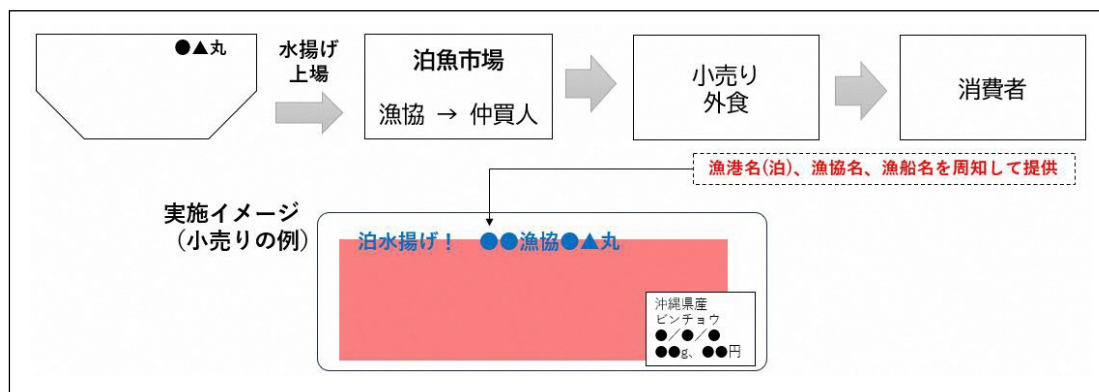 ●▲丸
水揚げ
上場
泊魚市場
漁協 → 仲買人
小売り
外食
消費者
漁港名(泊)、漁協名、漁船名を周知して提供
実施イメージ
（小売りの例）
泊水揚げ！　●●漁協●▲丸
沖縄県産
ビンチョウ
●／●／●
●●g、●●円